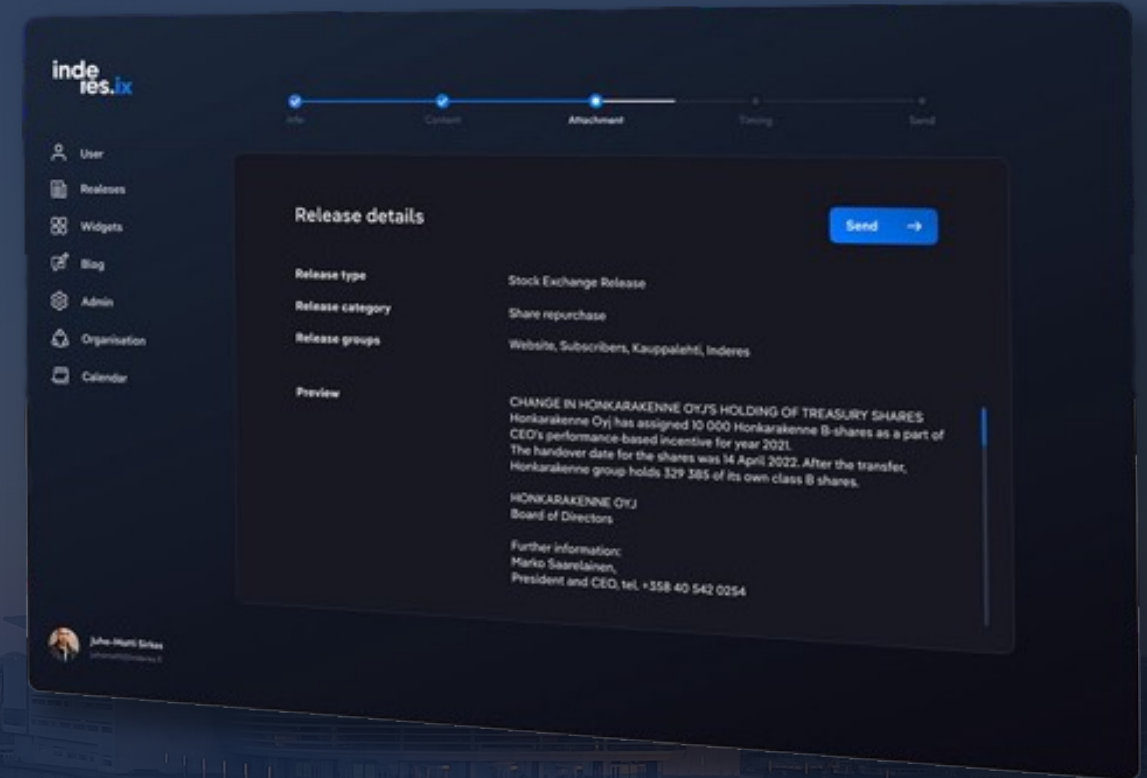 inde
res.ix
Info
Content
Attachment
Timing
Send
User
Realeses
Widgets
Blog
Admin
Organisation
Calendar
Release details
Send
Release type
Stock Exchange Release
Release category
Share repurchase
Release groups
Website, Subscribers, Kauppalehti, Inderes
Preview
CHANGE IN HONKARAKENNE OYJ'S HOLDING OF TREASURY SHARES
Honkarakenne Oyj has assigned 10 000 Honkarakenne B-shares as a part of
CEO's performance-based incentive for year 2021.
The handover date for the shares was 14 April 2022. After the transfer,
Honkarakenne group holds 329 385 of its own class B shares.
HONKARAKENNE OYJ
Board of Directors
Further information:
Marko Saarelainen,
President and CEO, tel. +358 40 542 0254